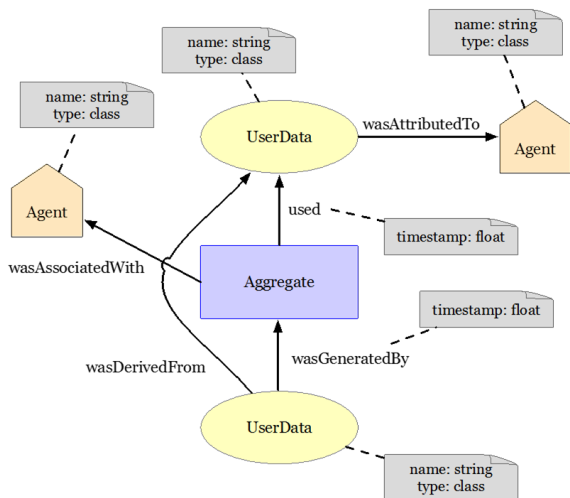 name: string
type: class
name: string
type: class
name: string
type: class
UserData
wasAttributedTo
Agent
Agent
used
timestamp: float
wasAssociatedWith
Aggregate
timestamp: float
wasGeneratedBy
wasDerivedFrom
UserData
name: string
type: class